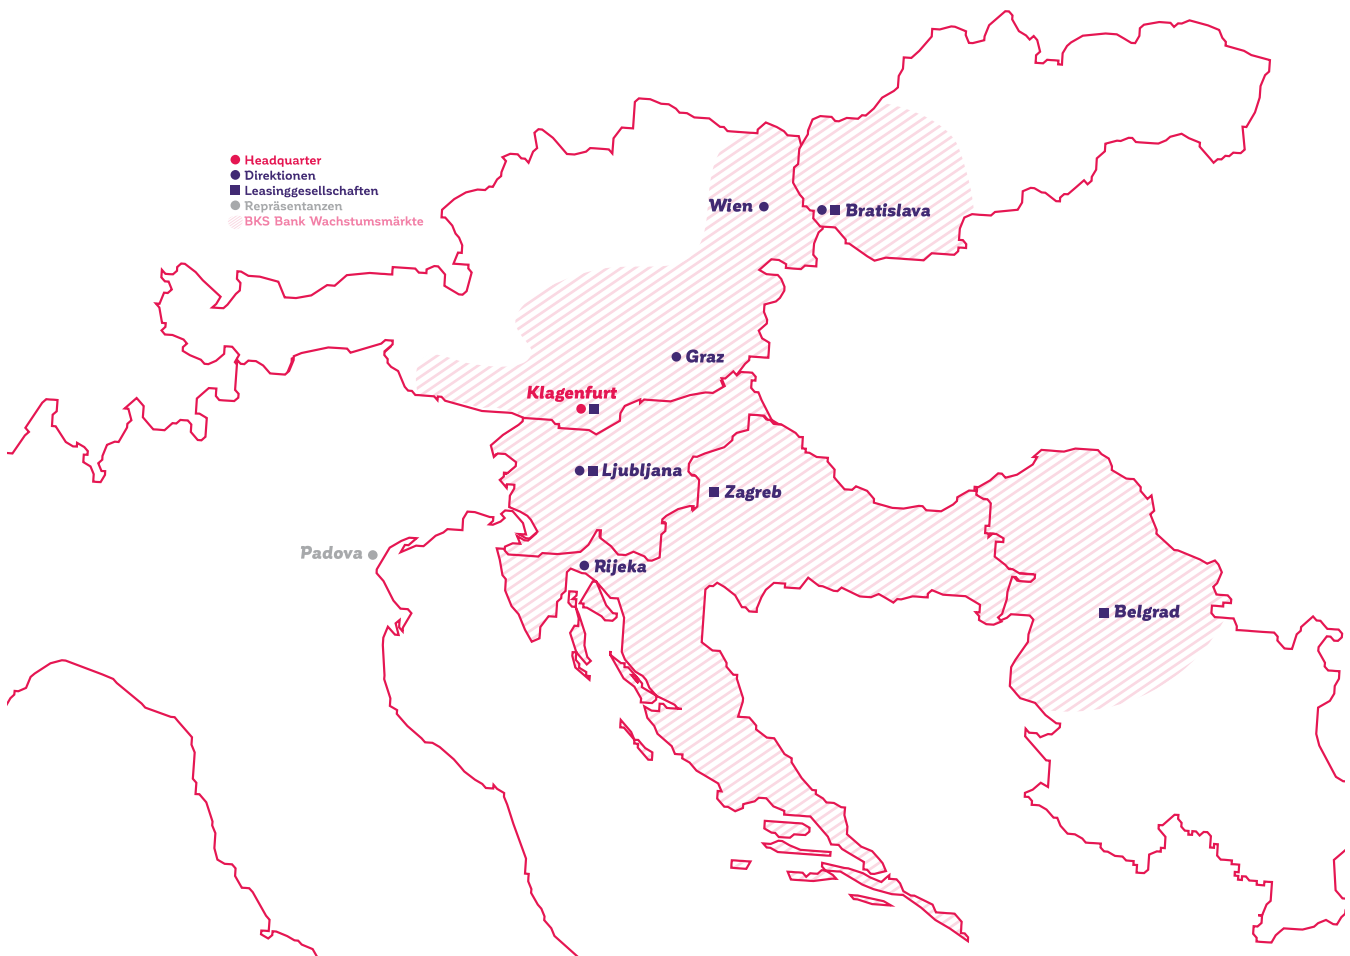 Headquarter
Direktionen
Leasinggesellschaften
Repräsentanzen
BKS Bank Wachstumsmärkte
Wien
Bratislava
Graz
Klagenfurt
Ljubljana
Zagreb
Padova
Rijeka
Belgrad